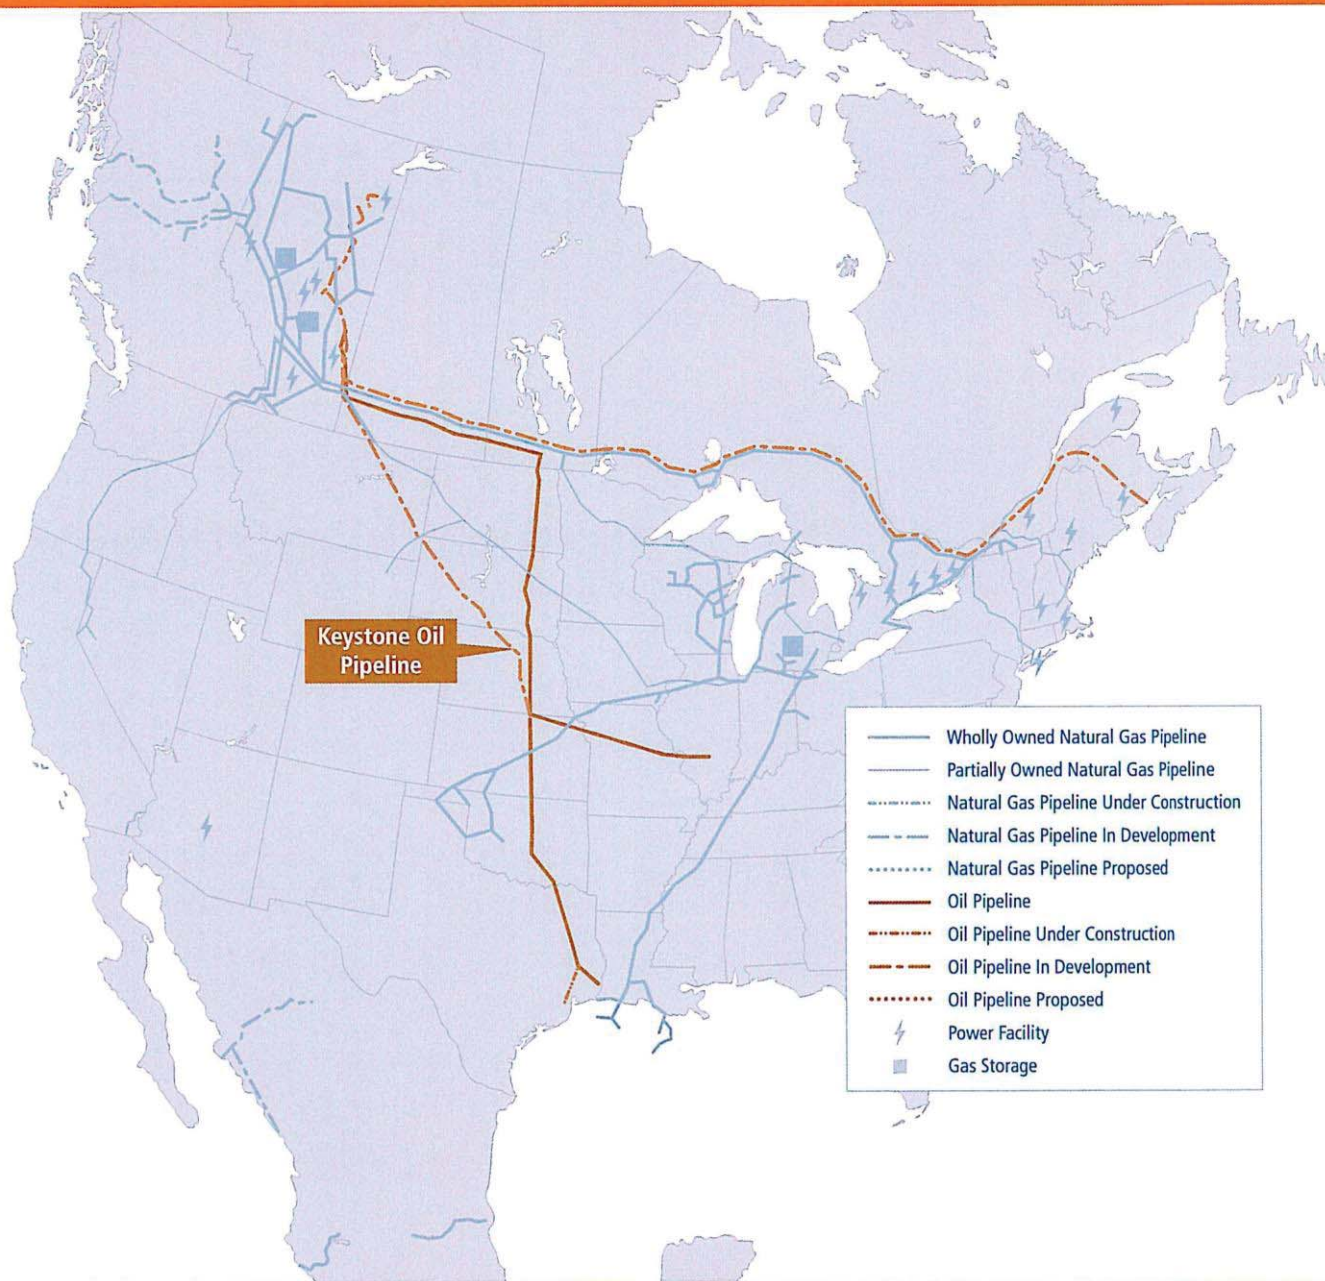 Keystone Oil
Pipeline
Wholly Owned Natural Gas Pipeline
Partially Owned Natural Gas Pipeline
Natural Gas Pipeline Under Construction
Natural Gas Pipeline In Development
Natural Gas Pipeline Proposed
Oil Pipeline
Oil Pipeline Under Construction
Oil Pipeline In Development
Oil Pipeline Proposed
Power Facility
Gas Storage